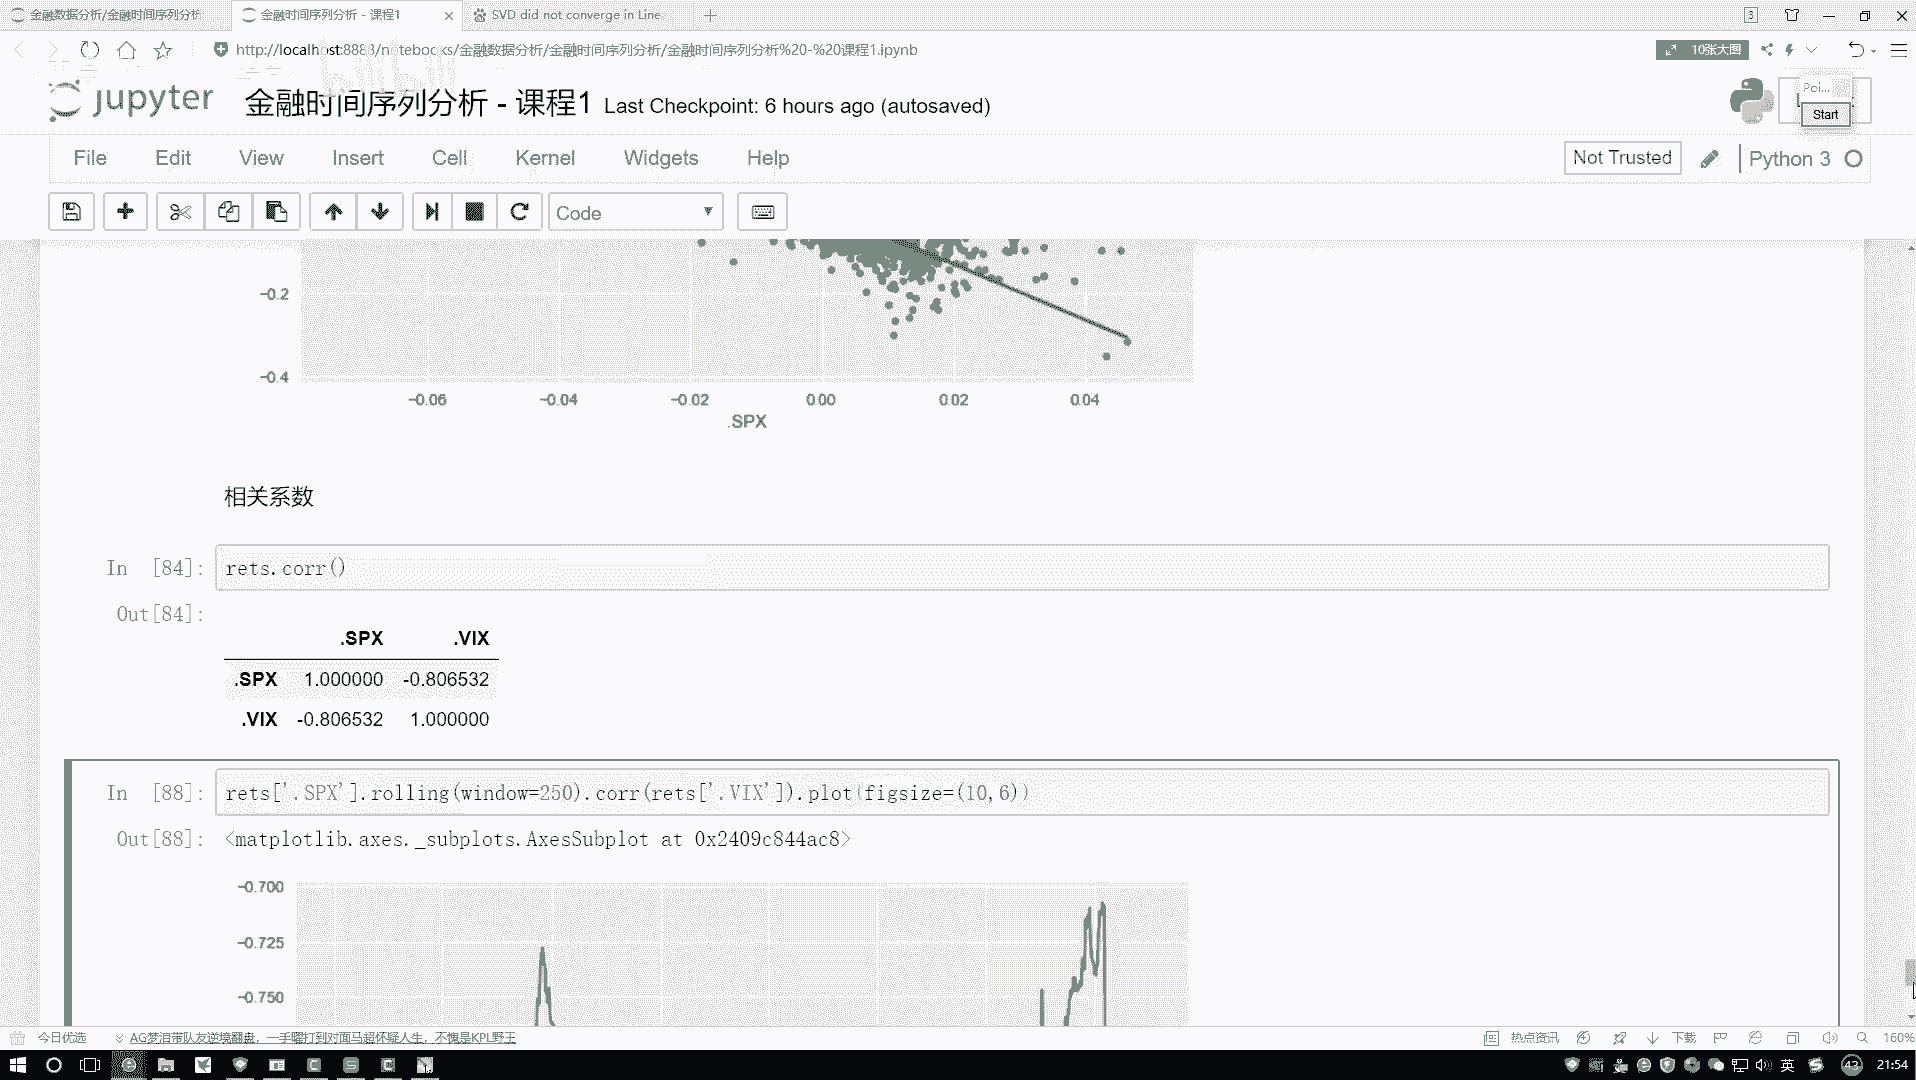 金融数据分析/金融时间序列分析
金融时间序列分析 - 课程1
SVD did not converge in Line
3
http://localhost:8888/notebooks/金融数据分析/金融时间序列分析/金融时间序列分析%20-%20课程1.ipynb
10张大图
jupyter
金融时间序列分析 - 课程1 Last Checkpoint: 6 hours ago (autosaved)
Poi...
Start
File Edit View Insert Cell Kernel Widgets Help
Not Trusted
Python 3
Code
-0.2
-0.4
-0.06 -0.04 -0.02 0.00 0.02 0.04
.SPX
相关系数
In [84]: rets.corr()
Out[84]:
.SPX .VIX
.SPX 1.000000 -0.806532
.VIX -0.806532 1.000000
In [88]: rets['.SPX'].rolling(window=250).corr(rets['.VIX']).plot(figsize=(10,6))
Out[88]: <matplotlib.axes._subplots.AxesSubplot at 0x2409c844ac8>
-0.700
-0.725
-0.750
今日优选
AG梦泪带队友逆境翻盘，一手曜打到对面马超怀疑人生，不愧是KPL野王
热点资讯
下载
160%
英
43
21:54